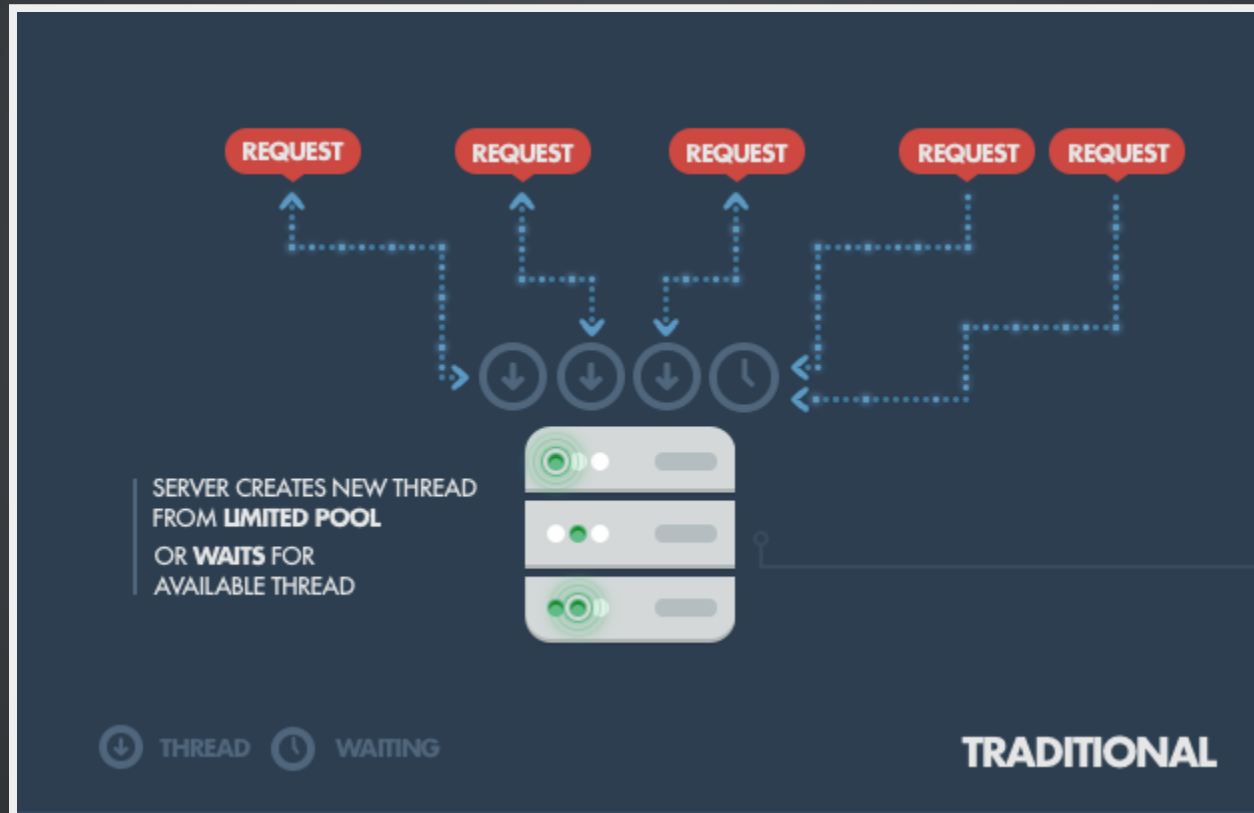 REQUEST
REQUEST
REQUEST
REQUEST
REQUEST
SERVER CREATES NEW THREAD
FROM LIMITED POOL
OR WAITS FOR
AVAILABLE THREAD
THREAD
WAITING
TRADITIONAL